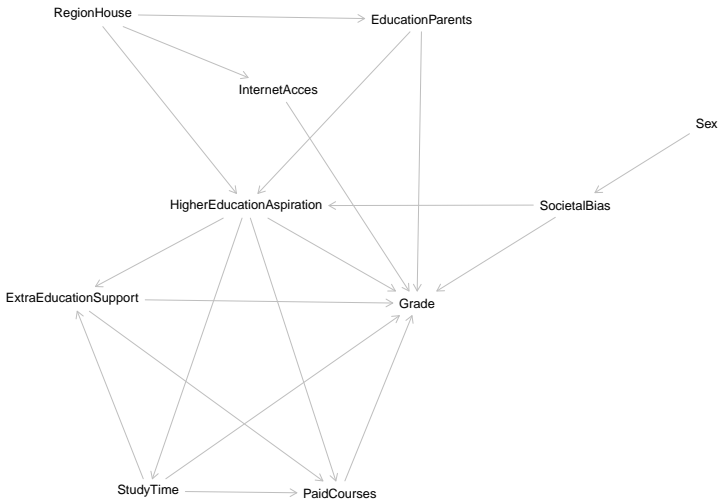 RegionHouse
EducationParents
InternetAcces
Sex
HigherEducationAspiration
SocietalBias
ExtraEducationSupport
Grade
StudyTime
PaidCourses